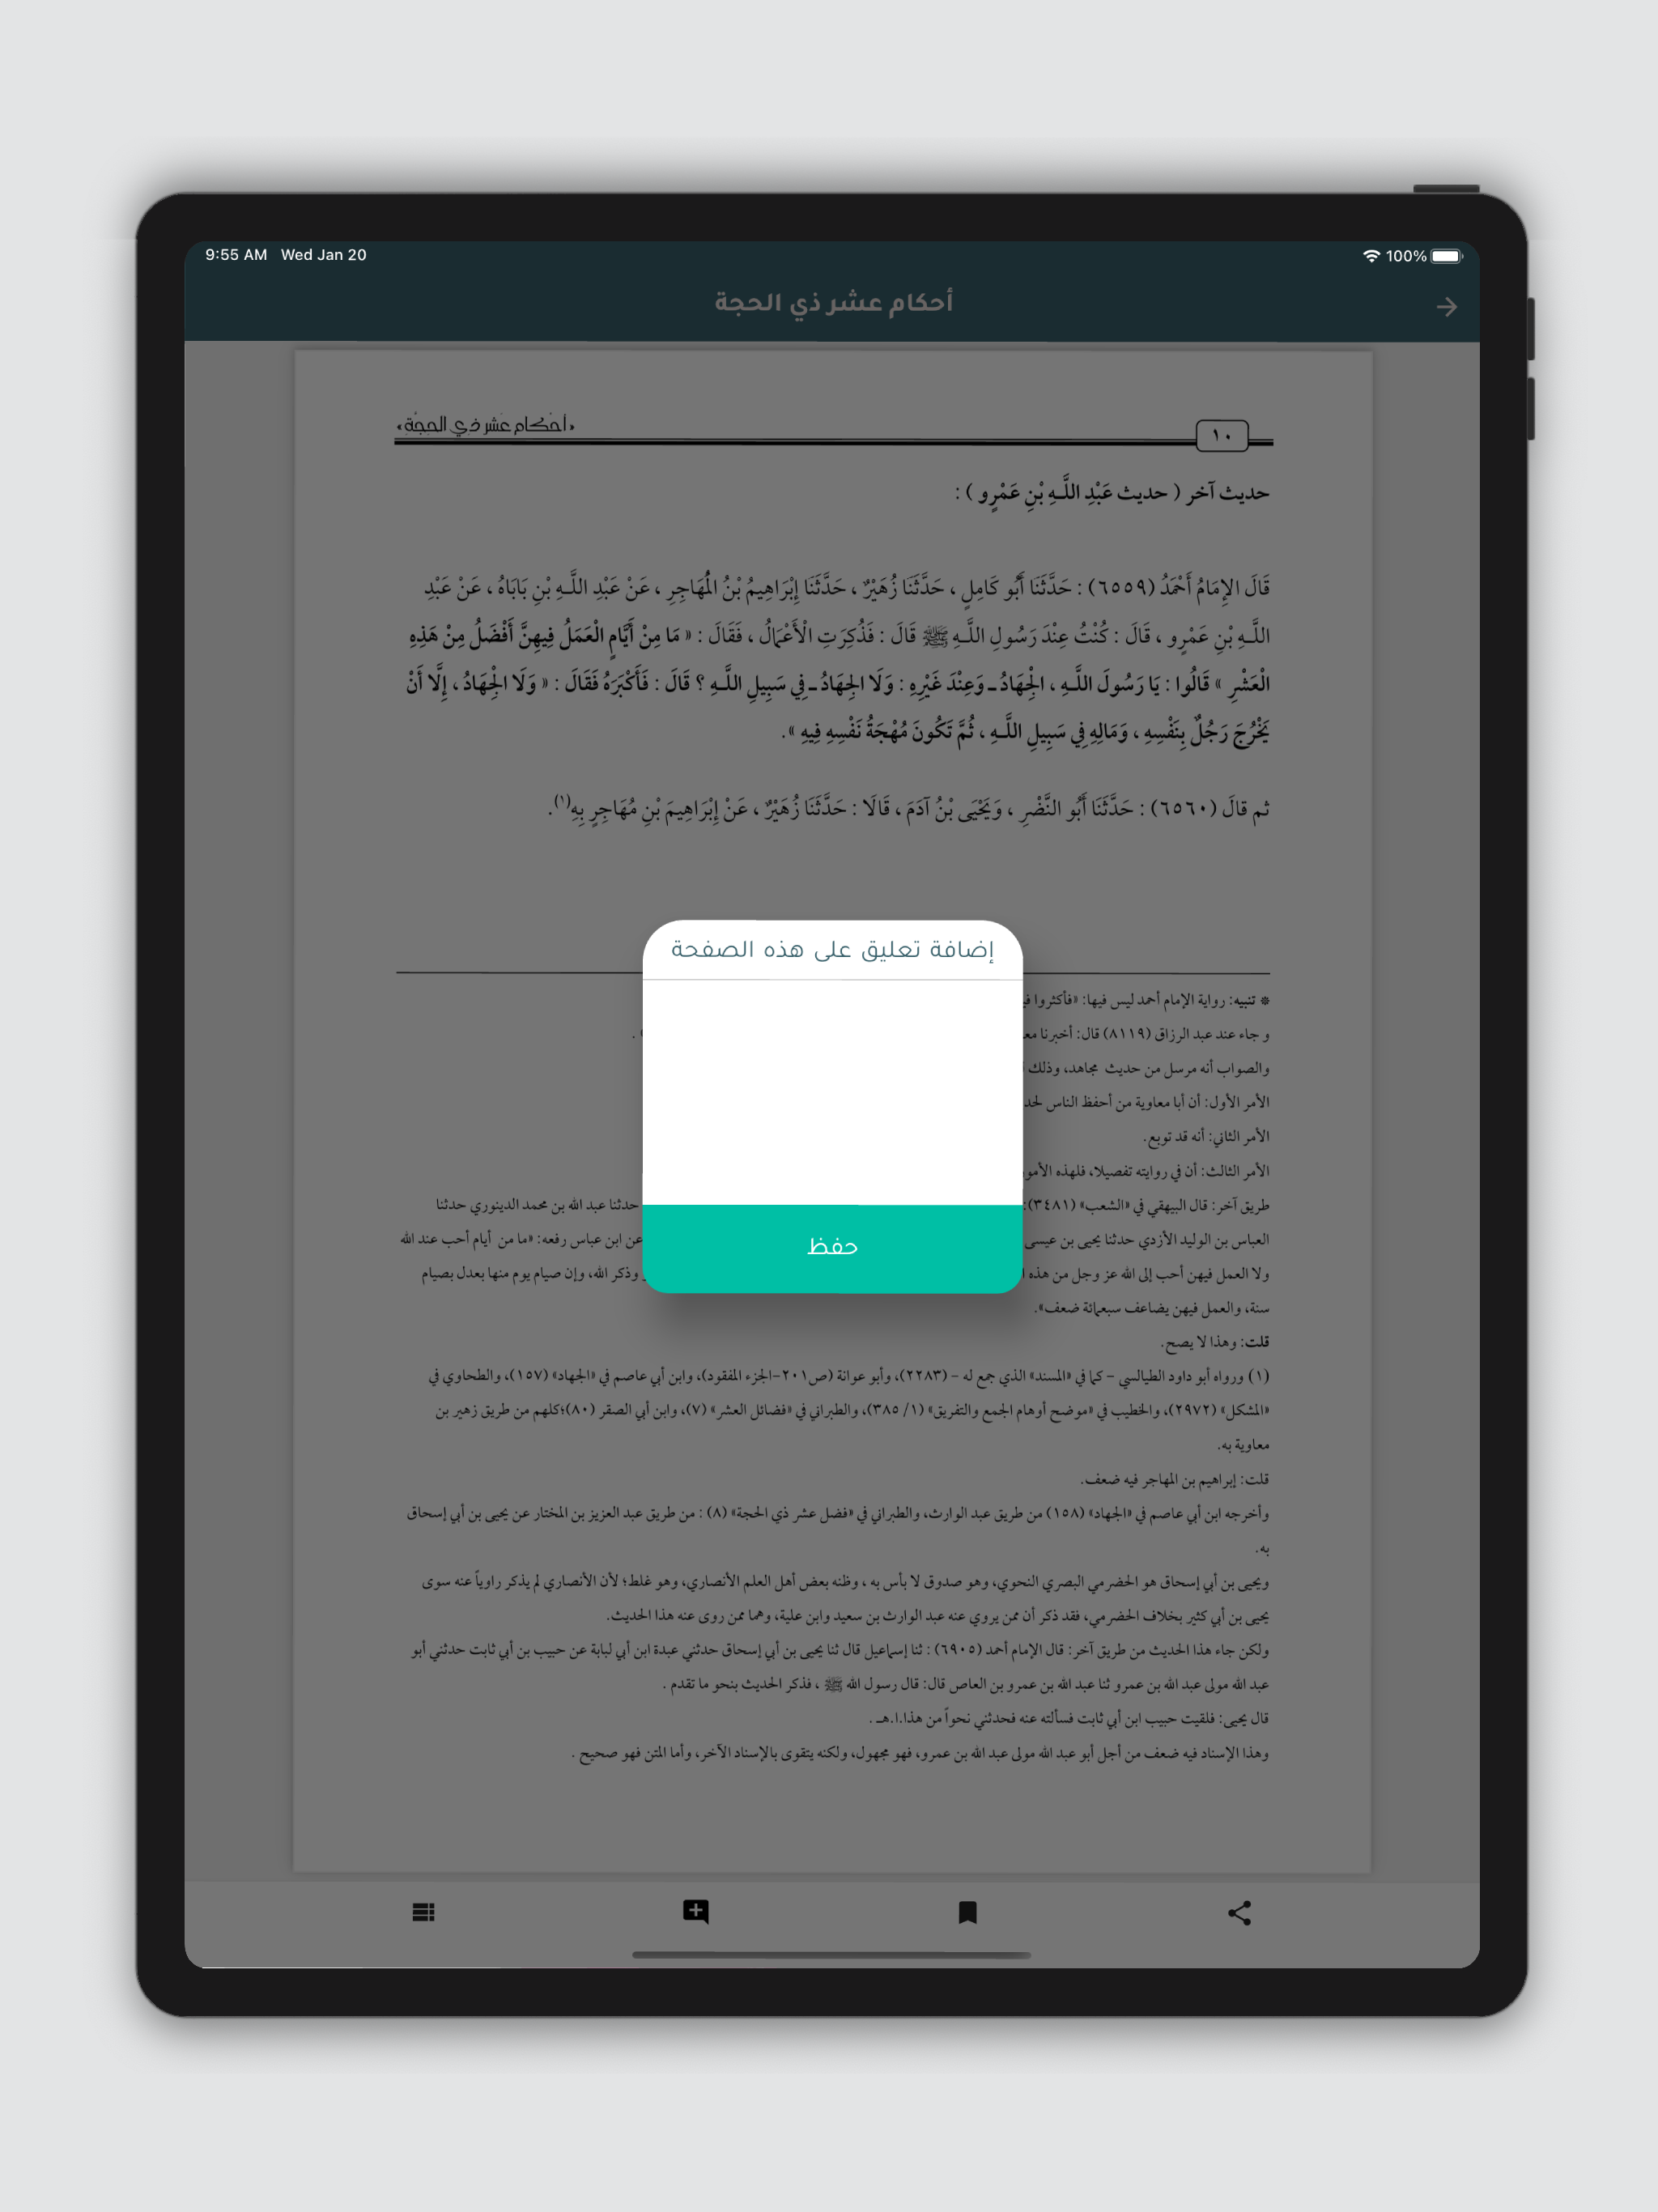 9:55 AM Wed Jan 20
100%
أحكام عشر ذي الحجة
١٠
«أحكام عشر ذي الحجة»
حديث آخر ( حديث عَبْدِ اللَّـهِ بْنِ عَمْرٍو ) :
قَالَ الإِمَامُ أَحْمَدُ (٦٥٥٩) : حَدَّثَنَا أَبُو كَامِلٍ ، حَدَّثَنَا زُهَيْرٌ ، حَدَّثَنَا إِبْرَاهِيمُ بْنُ الْمُهَاجِرِ ، عَنْ عَبْدِ اللَّـهِ بْنِ بَابَاهُ ، عَنْ عَبْدِ
اللَّـهِ بْنِ عَمْرٍو ، قَالَ : كُنْتُ عِنْدَ رَسُولِ اللَّـهِ ﷺ قَالَ : فَذُكِرَتِ الْأَعْمَالُ ، فَقَالَ : « مَا مِنْ أَيَّامٍ الْعَمَلُ فِيهِنَّ أَفْضَلُ مِنْ هَذِهِ
الْعَشْرِ » قَالُوا : يَا رَسُولَ اللَّـهِ ، الْجِهَادُ ـ وَعِنْدَ غَيْرِهِ : وَلَا الجِهَادُ ـ فِي سَبِيلِ اللَّـهِ ؟ قَالَ : فَأَكْبَرَهُ فَقَالَ : « وَلَا الْجِهَادُ ، إِلَّا أَنْ
يَخْرُجَ رَجُلٌ بِنَفْسِهِ ، وَمَالِهِ فِي سَبِيلِ اللَّـهِ ، ثُمَّ تَكُونَ مُهْجَةُ نَفْسِهِ فِيهِ ».
ثم قالَ (٦٥٦٠) : حَدَّثَنَا أَبُو النَّضْرِ ، وَيَحْيَى بْنُ آدَمَ ، قَالَا : حَدَّثَنَا زُهَيْرٌ ، عَنْ إِبْرَاهِيمَ بْنِ مُهَاجِرٍ بِهِ(١).
إضافة تعليق على هذه الصفحة
حفظ
* تنبيه: رواية الإمام أحمد ليس فيها: «فأكثروا
و جاء عند عبد الرزاق (٨١١٩) قال: أخبرنا
والصواب أنه مرسل من حديث مجاهد، وذلك
الأمر الأول: أن أبا معاوية من أحفظ الناس
الأمر الثاني: أنه قد توبع.
الأمر الثالث: أن في روايته تفصيلا، فلهذه
طريق آخر: قال البيهقي في «الشعب» (٣٤٨١): حدثنا عبد الله بن محمد الدينوري حدثنا
العباس بن الوليد الأزدي حدثنا يحيى بن عيسى عن ابن عباس رفعه: «ما من أيام أحب عند الله
ولا العمل فيهن أحب إلى الله عز وجل من هذه وذكر الله، وإن صيام يوم منها بعدل بصيام
سنة، والعمل فيهن يضاعف سبعمائة ضعف».
قلت: وهذا لا يصح.
(١) ورواه أبو داود الطيالسي – كما في «المسند» الذي جمع له – (٢٢٨٣)، وأبو عوانة (ص٢٠١-الجزء المفقود)، وابن أبي عاصم في «الجهاد» (١٥٧)، والطحاوي في
«المشكل» (٢٩٧٢)، والخطيب في «موضح أوهام الجمع والتفريق» (١/ ٣٨٥)، والطبراني في «فضائل العشر» (٧)، وابن أبي الصقر (٨٠)؛كلهم من طريق زهير بن
معاوية به.
قلت: إبراهيم بن المهاجر فيه ضعف.
وأخرجه ابن أبي عاصم في «الجهاد» (١٥٨) من طريق عبد الوارث، والطبراني في «فضل عشر ذي الحجة» (٨) : من طريق عبد العزيز بن المختار عن يحيى بن أبي إسحاق
به.
ويحيى بن أبي إسحاق هو الحضرمي البصري النحوي، وهو صدوق لا بأس به ، وظنه بعض أهل العلم الأنصاري، وهو غلط؛ لأن الأنصاري لم يذكر راوياً عنه سوى
يحيى بن أبي كثير بخلاف الحضرمي، فقد ذكر أن ممن يروي عنه عبد الوارث بن سعيد وابن علية، وهما ممن روى عنه هذا الحديث.
ولكن جاء هذا الحديث من طريق آخر: قال الإمام أحمد (٦٩٠٥) : ثنا إسماعيل قال ثنا يحيى بن أبي إسحاق حدثني عبدة ابن أبي لبابة عن حبيب بن أبي ثابت حدثني أبو
عبد الله مولى عبد الله بن عمرو ثنا عبد الله بن عمرو بن العاص قال: قال رسول الله ﷺ ، فذكر الحديث بنحو ما تقدم .
قال يحيى: فلقيت حبيب ابن أبي ثابت فسألته عنه فحدثني نحواً من هذا.ا.هـ .
وهذا الإسناد فيه ضعف من أجل أبو عبد الله مولى عبد الله بن عمرو، فهو مجهول، ولكنه يتقوى بالإسناد الآخر، وأما المتن فهو صحيح .